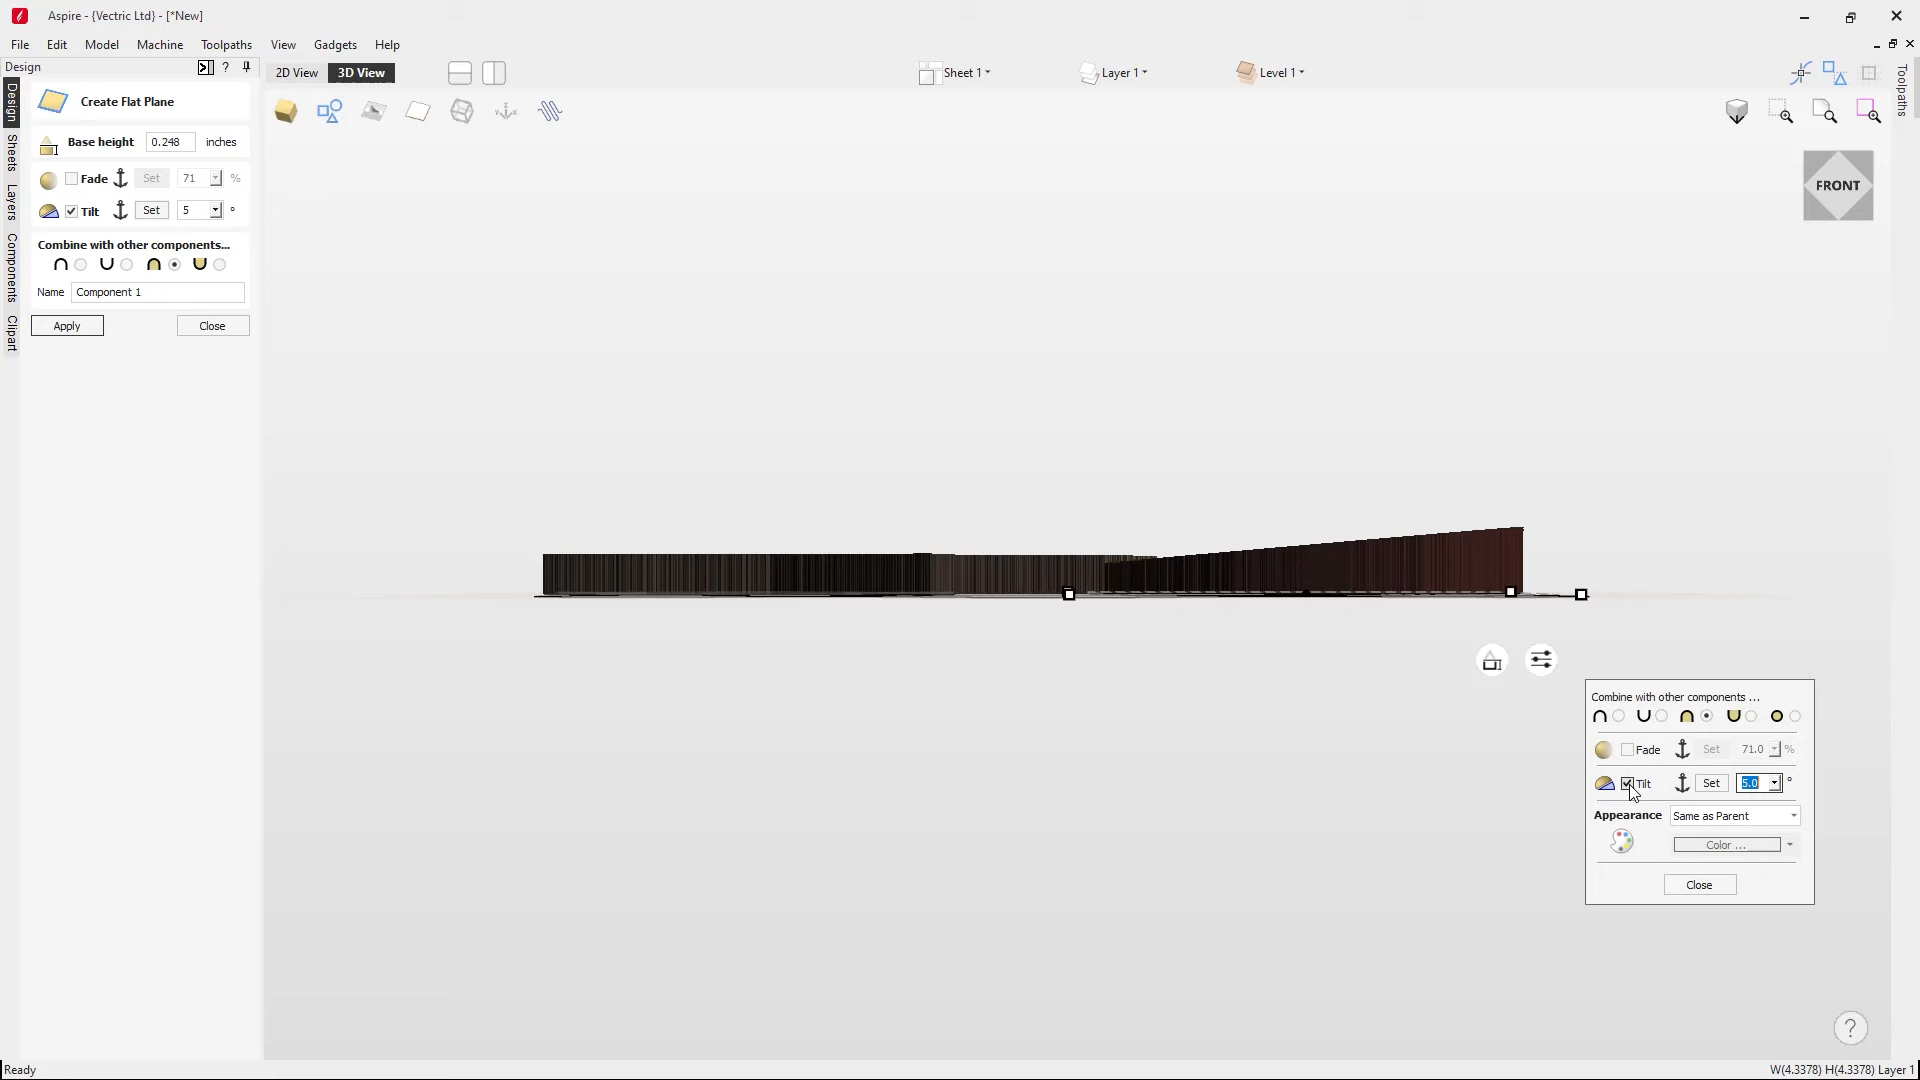 Aspire - {Vectric Ltd} - [*New]
File Edit Model Machine Toolpaths View Gadgets Help
Design ?
2D View 3D View Sheet 1 Layer 1 Level 1
Create Flat Plane
Base height 0.248 inches
Fade Set 71 %
Tilt Set 5 °
Combine with other components...
Name Component 1
Apply Close
Design
Sheets
Layers
Components
Clipart
Toolpaths
FRONT
Combine with other components ...
Fade Set 71.0 %
Tilt Set 5.0 °
Appearance Same as Parent
Color ...
Close
?
Ready W(4.3378) H(4.3378) Layer 1